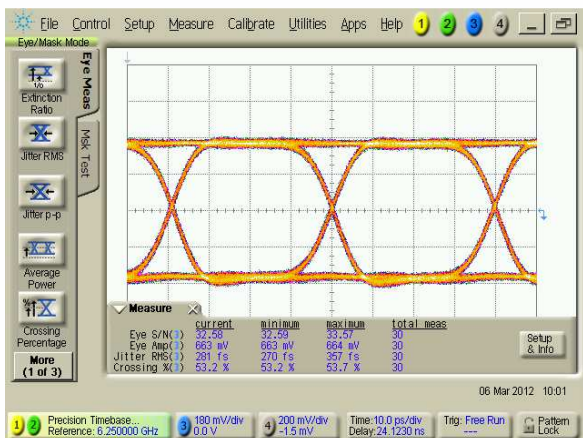 File Control Setup Measure Calibrate Utilities Apps Help 1 2 3 4
Eye/Mask Mode
Eye Meas
Msk Test
Extinction
Ratio
Jitter RMS
Jitter p-p
Average
Power
Crossing
Percentage
More
(1 of 3)
Measure
current minimum maximum total meas
Eye S/N(3) 32.58 32.59 33.57 30
Eye Amp(3) 663 mV 663 mV 664 mV 30
Jitter RMS(3) 281 fs 270 fs 357 fs 30
Crossing %(3) 53.2 % 53.2 % 53.7 % 30
Setup
& Info
06 Mar 2012 10:01
1 2 Precision Timebase...
Reference: 6.250000 GHz
3 180 mV/div
0.0 V
4 200 mV/div
-1.5 mV
Time:10.0 ps/div
Delay:24.1230 ns
Trig: Free Run
---
Pattern
Lock